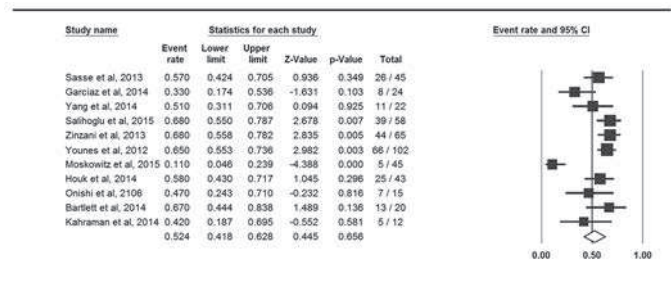 Study name Statistics for each study Event rate and 95% CI
Event rate Lower limit Upper limit Z-Value p-Value Total
Sasse et al, 2013 0.570 0.424 0.705 0.936 0.349 26 / 45
Garciaz et al, 2014 0.330 0.174 0.536 -1.631 0.103 8 / 24
Yang et al, 2014 0.510 0.311 0.706 0.094 0.925 11 / 22
Salihoglu et al, 2015 0.680 0.550 0.787 2.678 0.007 39 / 58
Zinzani et al, 2013 0.680 0.558 0.782 2.835 0.005 44 / 65
Younes et al, 2012 0.650 0.553 0.736 2.982 0.003 66 / 102
Moskowitz et al, 2015 0.110 0.046 0.239 -4.388 0.000 5 / 45
Houk et al, 2014 0.580 0.430 0.717 1.045 0.296 25 / 43
Onishi et al, 2106 0.470 0.243 0.710 -0.232 0.816 7 / 15
Bartlett et al, 2014 0.670 0.444 0.838 1.489 0.136 13 / 20
Kahraman et al, 2014 0.420 0.187 0.695 -0.552 0.581 5 / 12
0.524 0.418 0.628 0.445 0.656
0.00 0.50 1.00